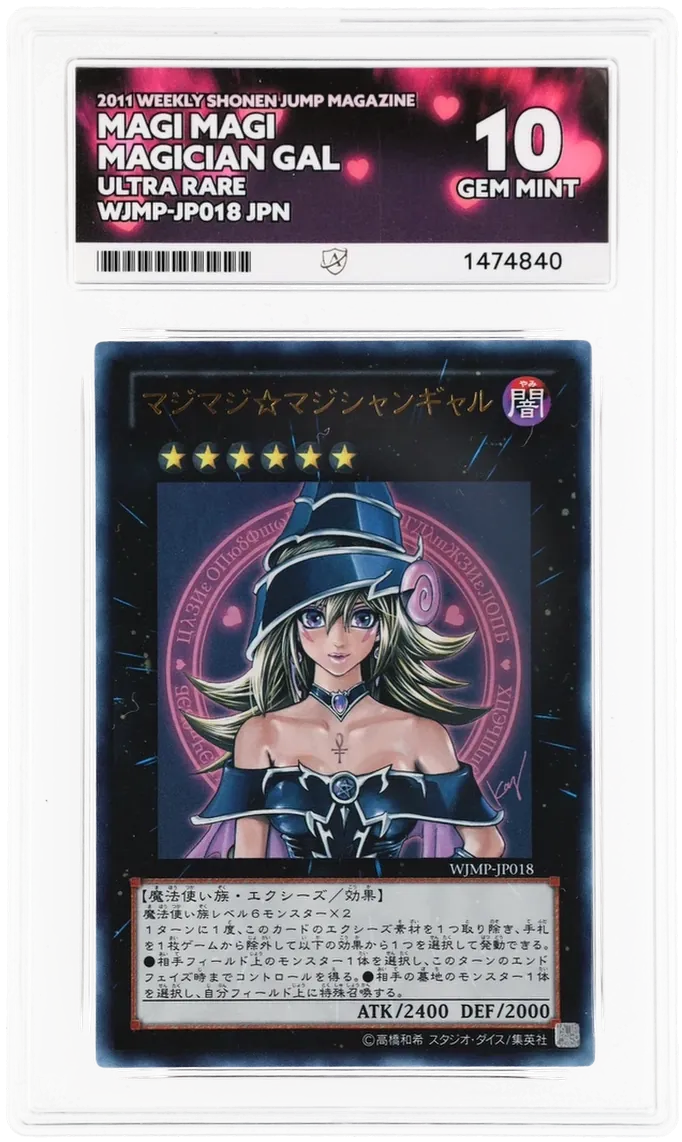 2011 WEEKLY SHONEN JUMP MAGAZINE
MAGI MAGI
MAGICIAN GAL
ULTRA RARE
WJMP-JP018 JPN
10
GEM MINT
1474840
マジマジ☆マジシャンギャル
やみ
闇
Kaz
WJMP-JP018
【魔法使い族・エクシーズ/効果】
魔法使い族レベル6モンスター×2
1ターンに1度、このカードのエクシーズ素材を1つ取り除き、手札
を1枚ゲームから除外して以下の効果から1つを選択して発動できる。
●相手フィールド上のモンスター1体を選択し、このターンのエンド
フェイズ時までコントロールを得る。●相手の墓地のモンスター1体
を選択し、自分フィールド上に特殊召喚する。
ATK/2400 DEF/2000
©高橋和希 スタジオ・ダイス/集英社